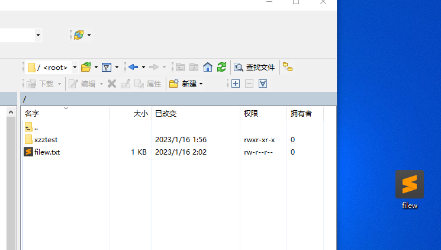 / <root>
查找文件
下载
编辑
属性
新建
/
名字 大小 已改变 权限 拥有者
..
xzztest 2023/1/16 1:56 rwxr-xr-x 0
filew.txt 1 KB 2023/1/16 2:02 rw-r--r-- 0
filew